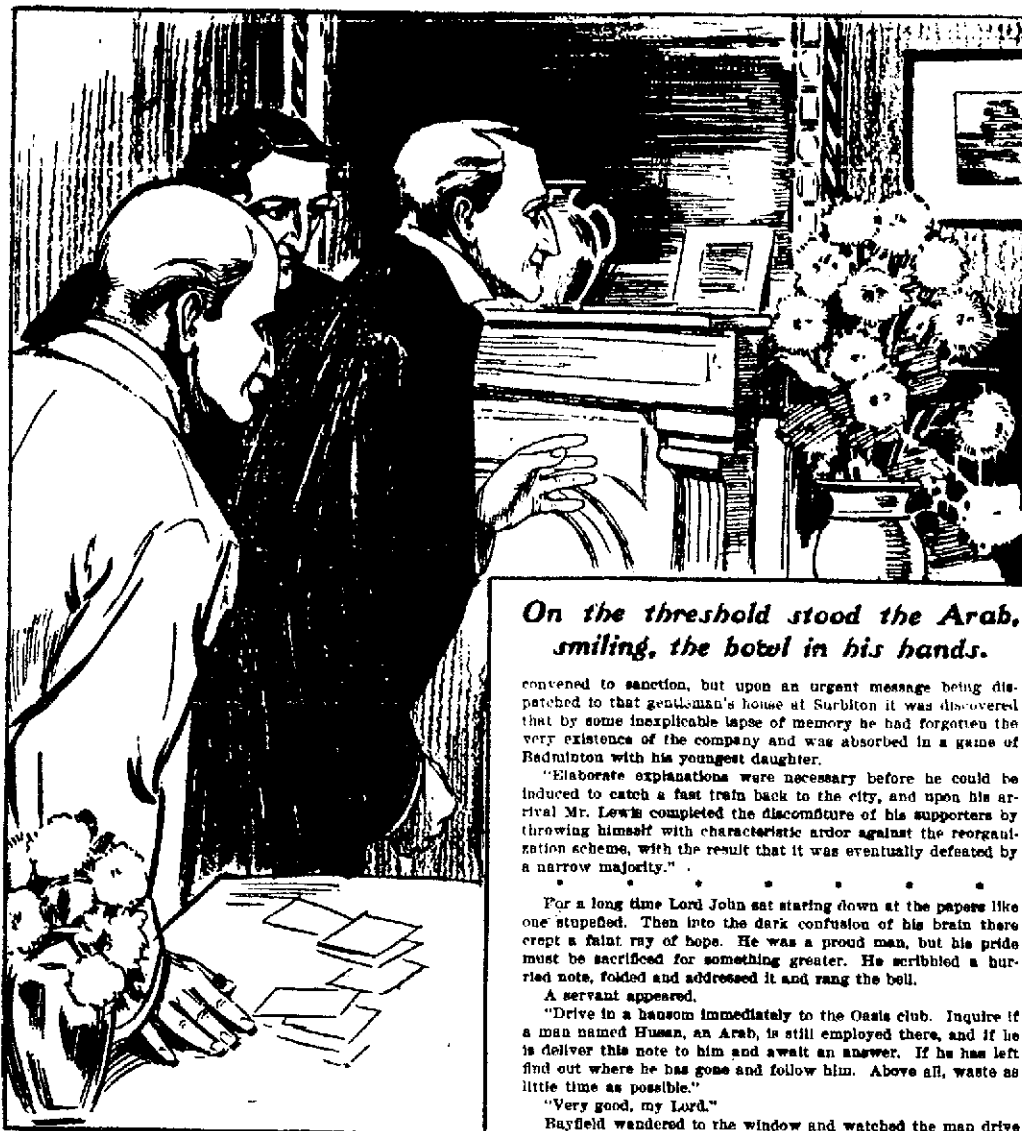 On the threshold stood the Arab,
smiling, the bowl in his hands.
convened to sanction, but upon an urgent message being dis-
patched to that gentleman's house at Surbiton it was discovered
that by some inexplicable lapse of memory he had forgotten the
very existence of the company and was absorbed in a game of
Badminton with his youngest daughter.
"Elaborate explanations were necessary before he could be
induced to catch a fast train back to the city, and upon his ar-
rival Mr. Lewis completed the discomfiture of his supporters by
throwing himself with characteristic ardor against the reorgani-
zation scheme, with the result that it was eventually defeated by
a narrow majority."
* * * * * * *
For a long time Lord John sat staring down at the papers like
one stupefied. Then into the dark confusion of his brain there
crept a faint ray of hope. He was a proud man, but his pride
must be sacrificed for something greater. He scribbled a hur-
ried note, folded and addressed it and rang the bell.
A servant appeared.
"Drive in a hansom immediately to the Oasis club. Inquire if
a man named Husan, an Arab, is still employed there, and if he
is deliver this note to him and await an answer. If he has left
find out where he has gone and follow him. Above all, waste as
little time as possible."
"Very good, my Lord."
Bayfield wandered to the window and watched the man drive